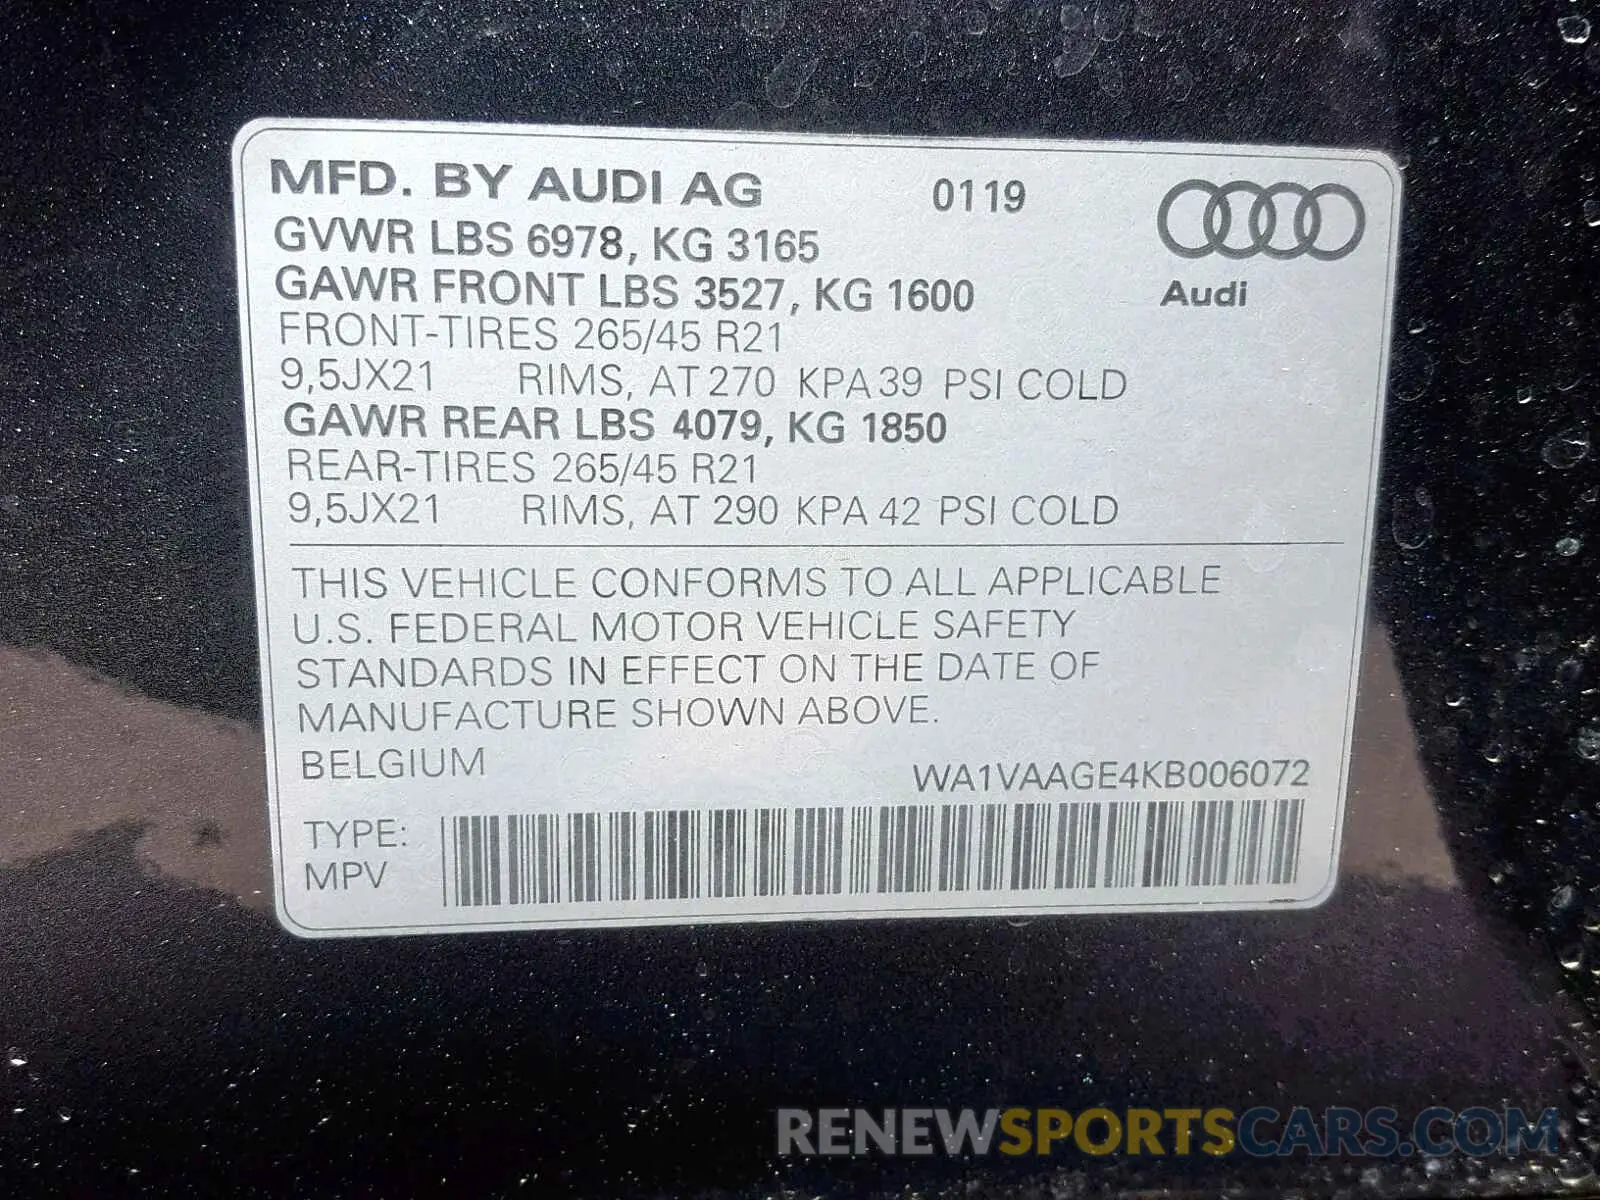 MFD. BY AUDI AG 0119
GVWR LBS 6978, KG 3165
GAWR FRONT LBS 3527, KG 1600
Audi
FRONT-TIRES 265/45 R21
9,5JX21 RIMS, AT 270 KPA 39 PSI COLD
GAWR REAR LBS 4079, KG 1850
REAR-TIRES 265/45 R21
9,5JX21 RIMS, AT 290 KPA 42 PSI COLD
THIS VEHICLE CONFORMS TO ALL APPLICABLE
U.S. FEDERAL MOTOR VEHICLE SAFETY
STANDARDS IN EFFECT ON THE DATE OF
MANUFACTURE SHOWN ABOVE.
BELGIUM
WA1VAAGE4KB006072
TYPE:
MPV
RENEWSPORTSCARS.COM